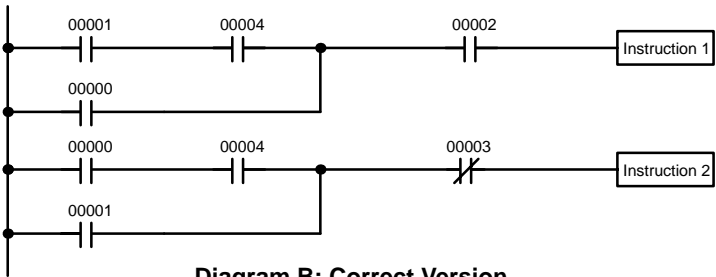 00001 00004 00002
Instruction 1
00000
00000 00004 00003
Instruction 2
00001
Diagram B: Correct Version